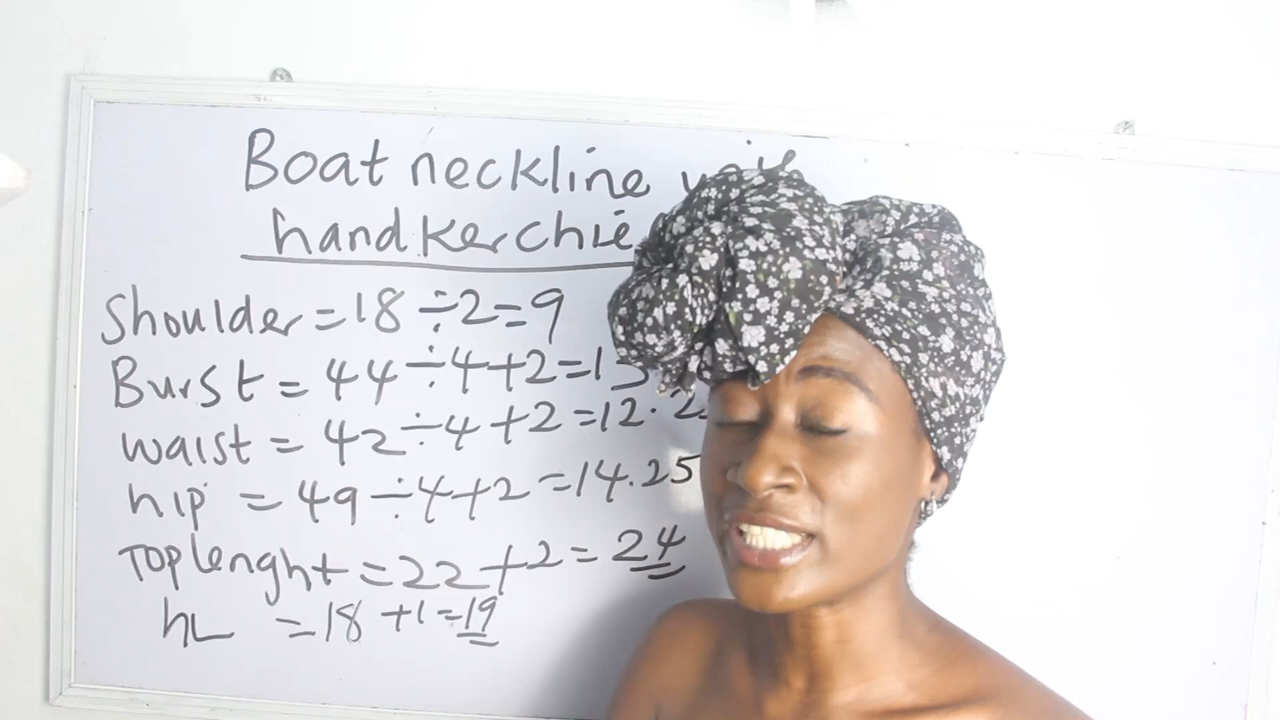 Boat neckline
handkerchie
Shoulder = 18 ÷ 2 = 9
Burst = 44 ÷ 4 + 2 = 13
waist = 42 ÷ 4 + 2 = 12.2
hip = 49 ÷ 4 + 2 = 14.25
Top lenght = 22 + 2 = 24
hL = 18 + 1 = 19